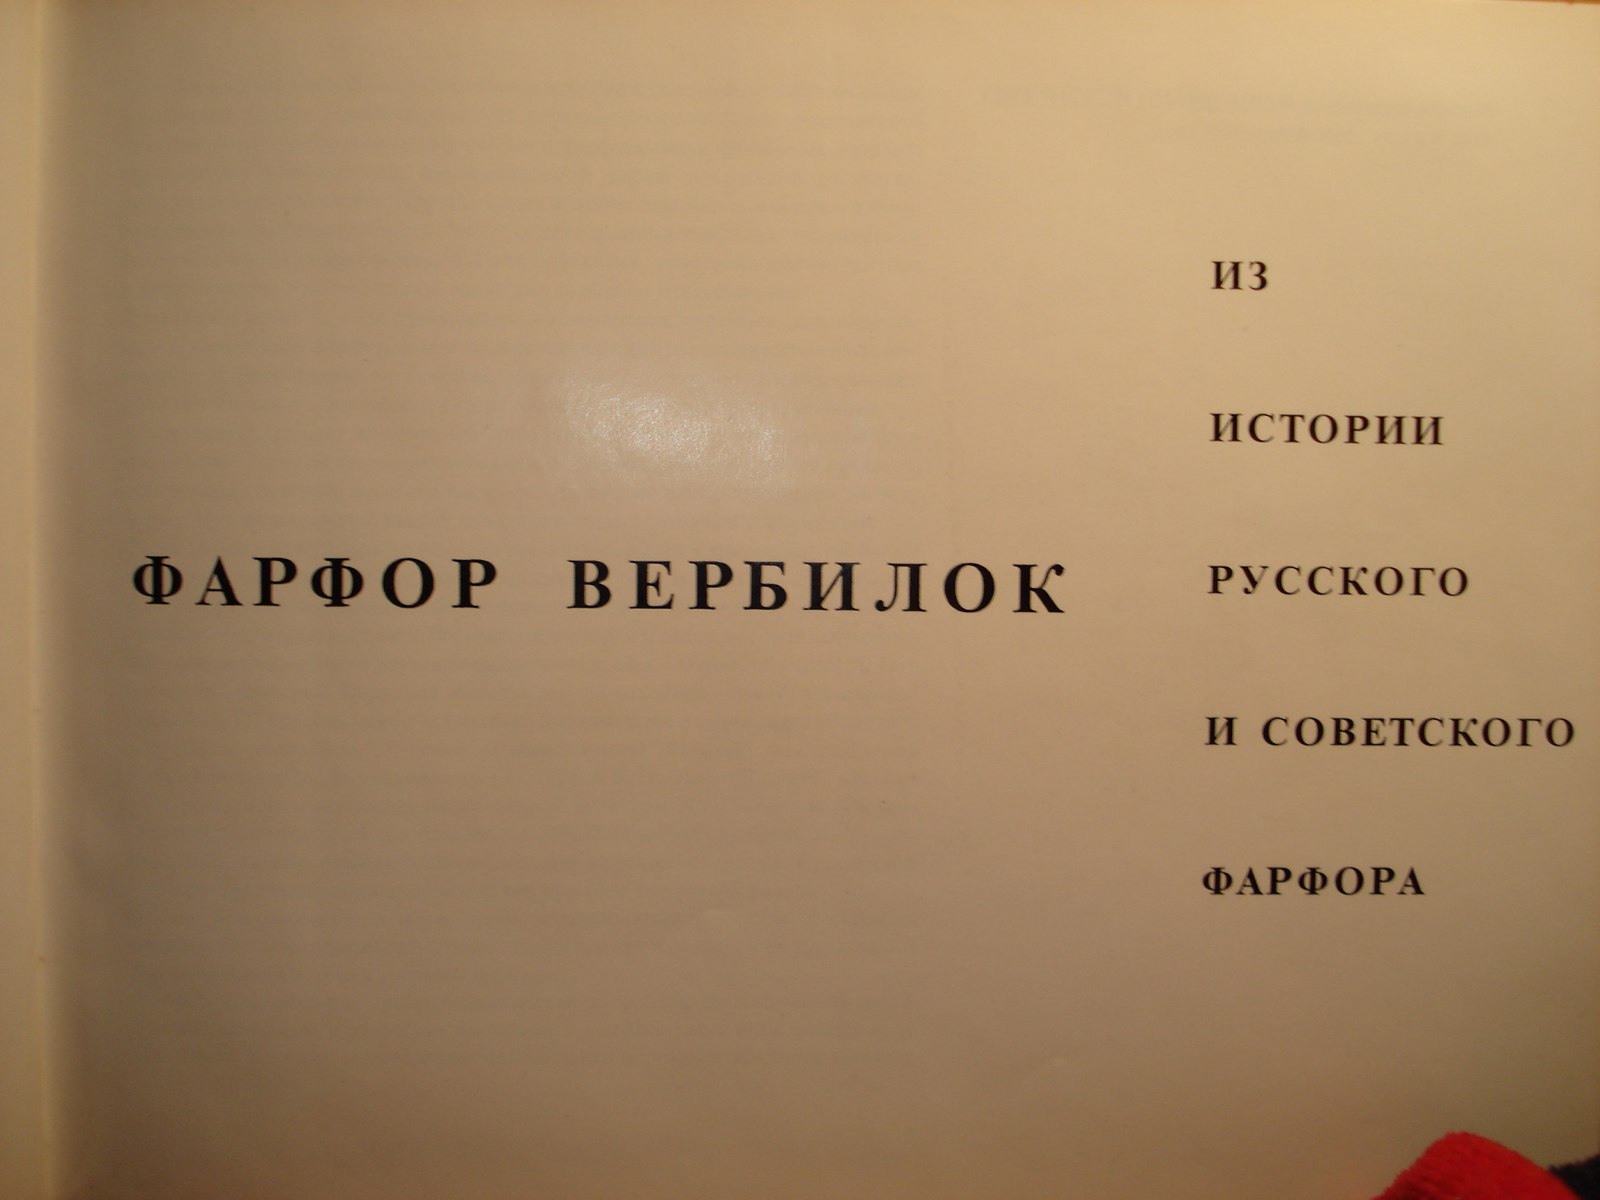 ФАРФОР ВЕРБИЛОК
ИЗ
ИСТОРИИ
РУССКОГО
И СОВЕТСКОГО
ФАРФОРА